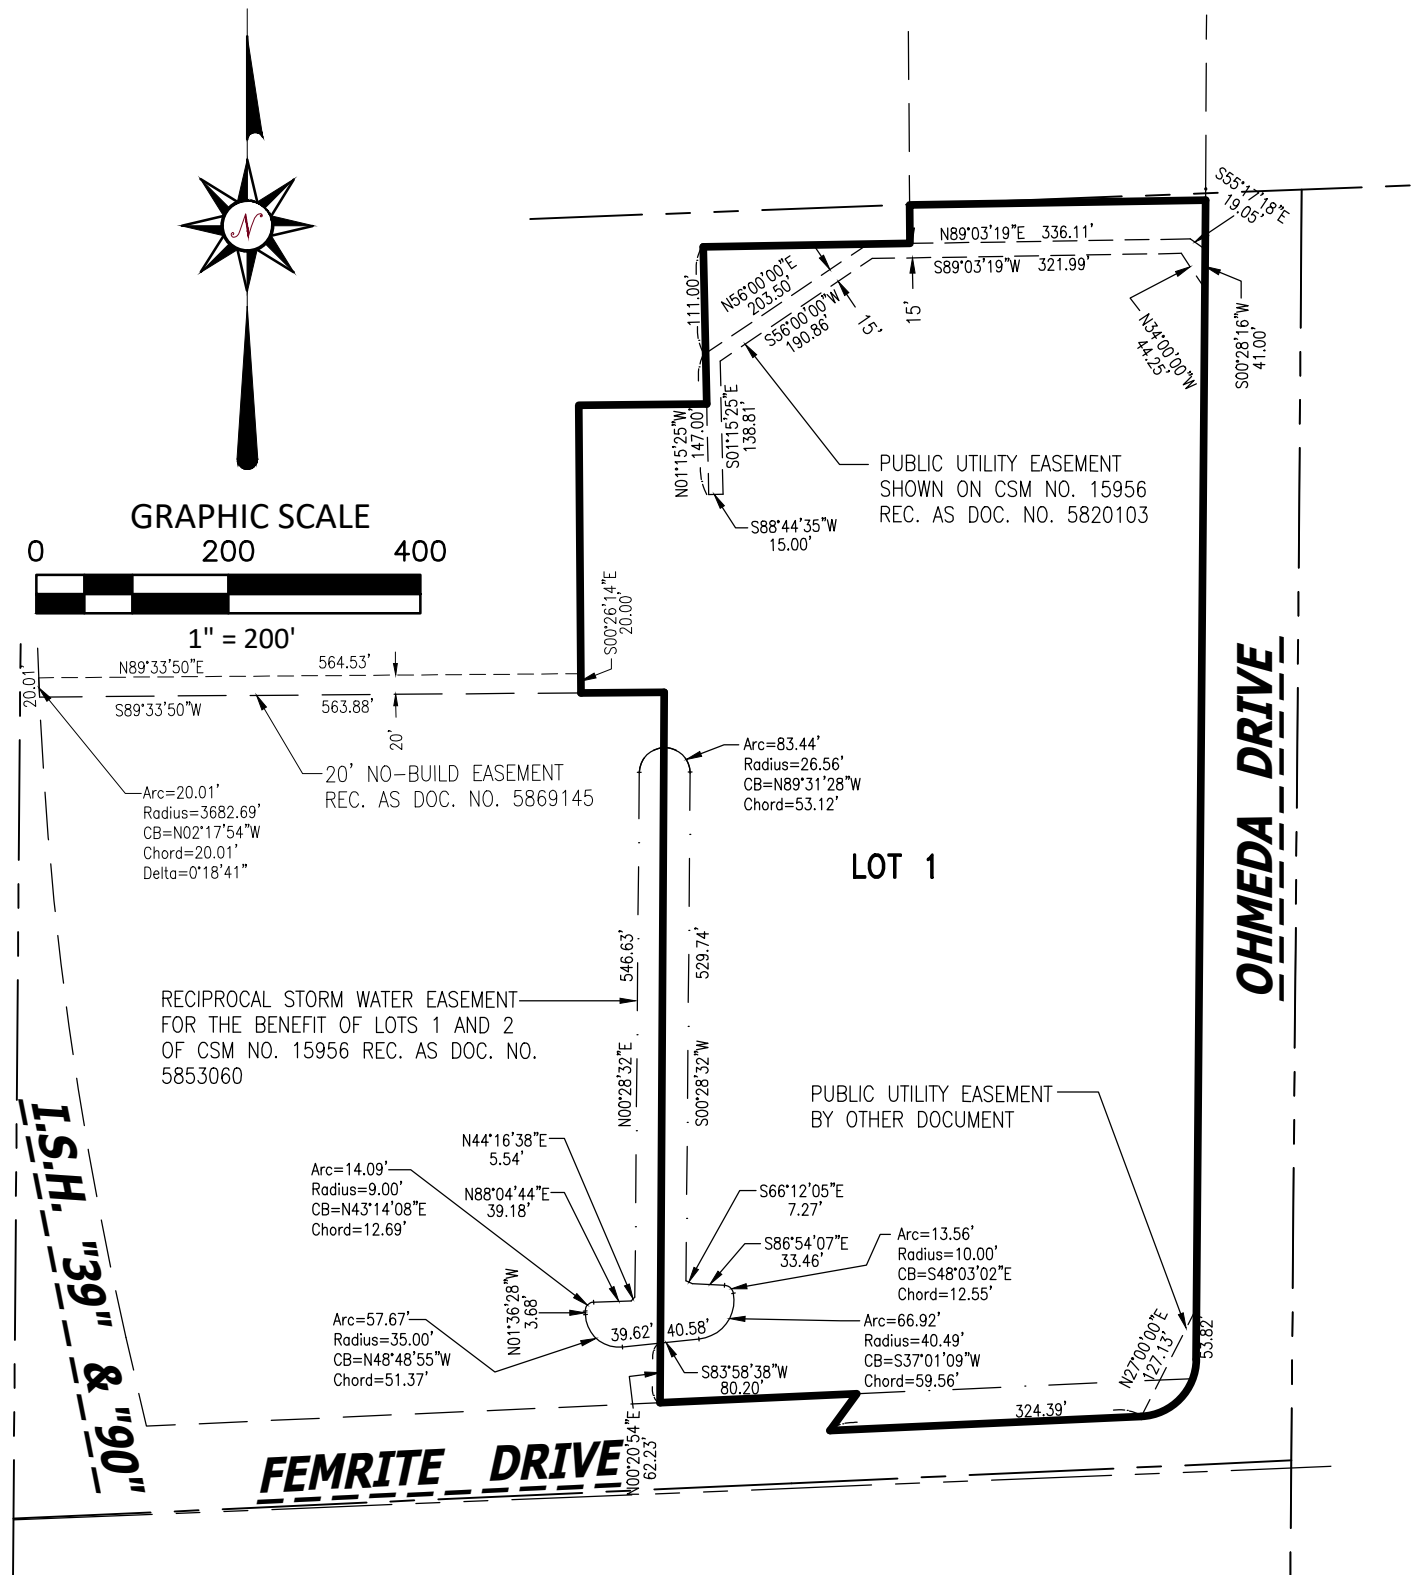 N
GRAPHIC SCALE
0 200 400
1" = 200'
S55°17'18"E
19.05'
N89°03'19"E 336.11'
S89°03'19"W 321.99'
N56°00'00"E
203.50'
S56°00'00"W
190.86'
15'
15'
111.00'
N34°00'00"W
44.25'
S00°28'16"W
41.00'
N01°15'25"W
147.00'
S01°15'25"E
138.81'
S88°44'35"W
15.00'
PUBLIC UTILITY EASEMENT
SHOWN ON CSM NO. 15956
REC. AS DOC. NO. 5820103
S00°26'14"E
20.00'
20.01'
N89°33'50"E 564.53'
S89°33'50"W 563.88'
20'
20' NO-BUILD EASEMENT
REC. AS DOC. NO. 5869145
Arc=20.01'
Radius=3682.69'
CB=N02°17'54"W
Chord=20.01'
Delta=0°18'41"
Arc=83.44'
Radius=26.56'
CB=N89°31'28"W
Chord=53.12'
LOT 1
OHMEDA DRIVE
546.63'
N00°28'32"E
529.74'
S00°28'32"W
RECIPROCAL STORM WATER EASEMENT
FOR THE BENEFIT OF LOTS 1 AND 2
OF CSM NO. 15956 REC. AS DOC. NO.
5853060
PUBLIC UTILITY EASEMENT
BY OTHER DOCUMENT
I.S.H. "39" & "90"
N44°16'38"E
5.54'
N88°04'44"E
39.18'
Arc=14.09'
Radius=9.00'
CB=N43°14'08"E
Chord=12.69'
S66°12'05"E
7.27'
S86°54'07"E
33.46'
Arc=13.56'
Radius=10.00'
CB=S48°03'02"E
Chord=12.55'
N01°36'28"W
3.68'
Arc=57.67'
Radius=35.00'
CB=N48°48'55"W
Chord=51.37'
39.62' 40.58'
S83°58'38"W
80.20'
Arc=66.92'
Radius=40.49'
CB=S37°01'09"W
Chord=59.56'
N27°00'00"E
127.13'
53.82'
324.39'
N00°20'54"E
62.23'
FEMRITE DRIVE